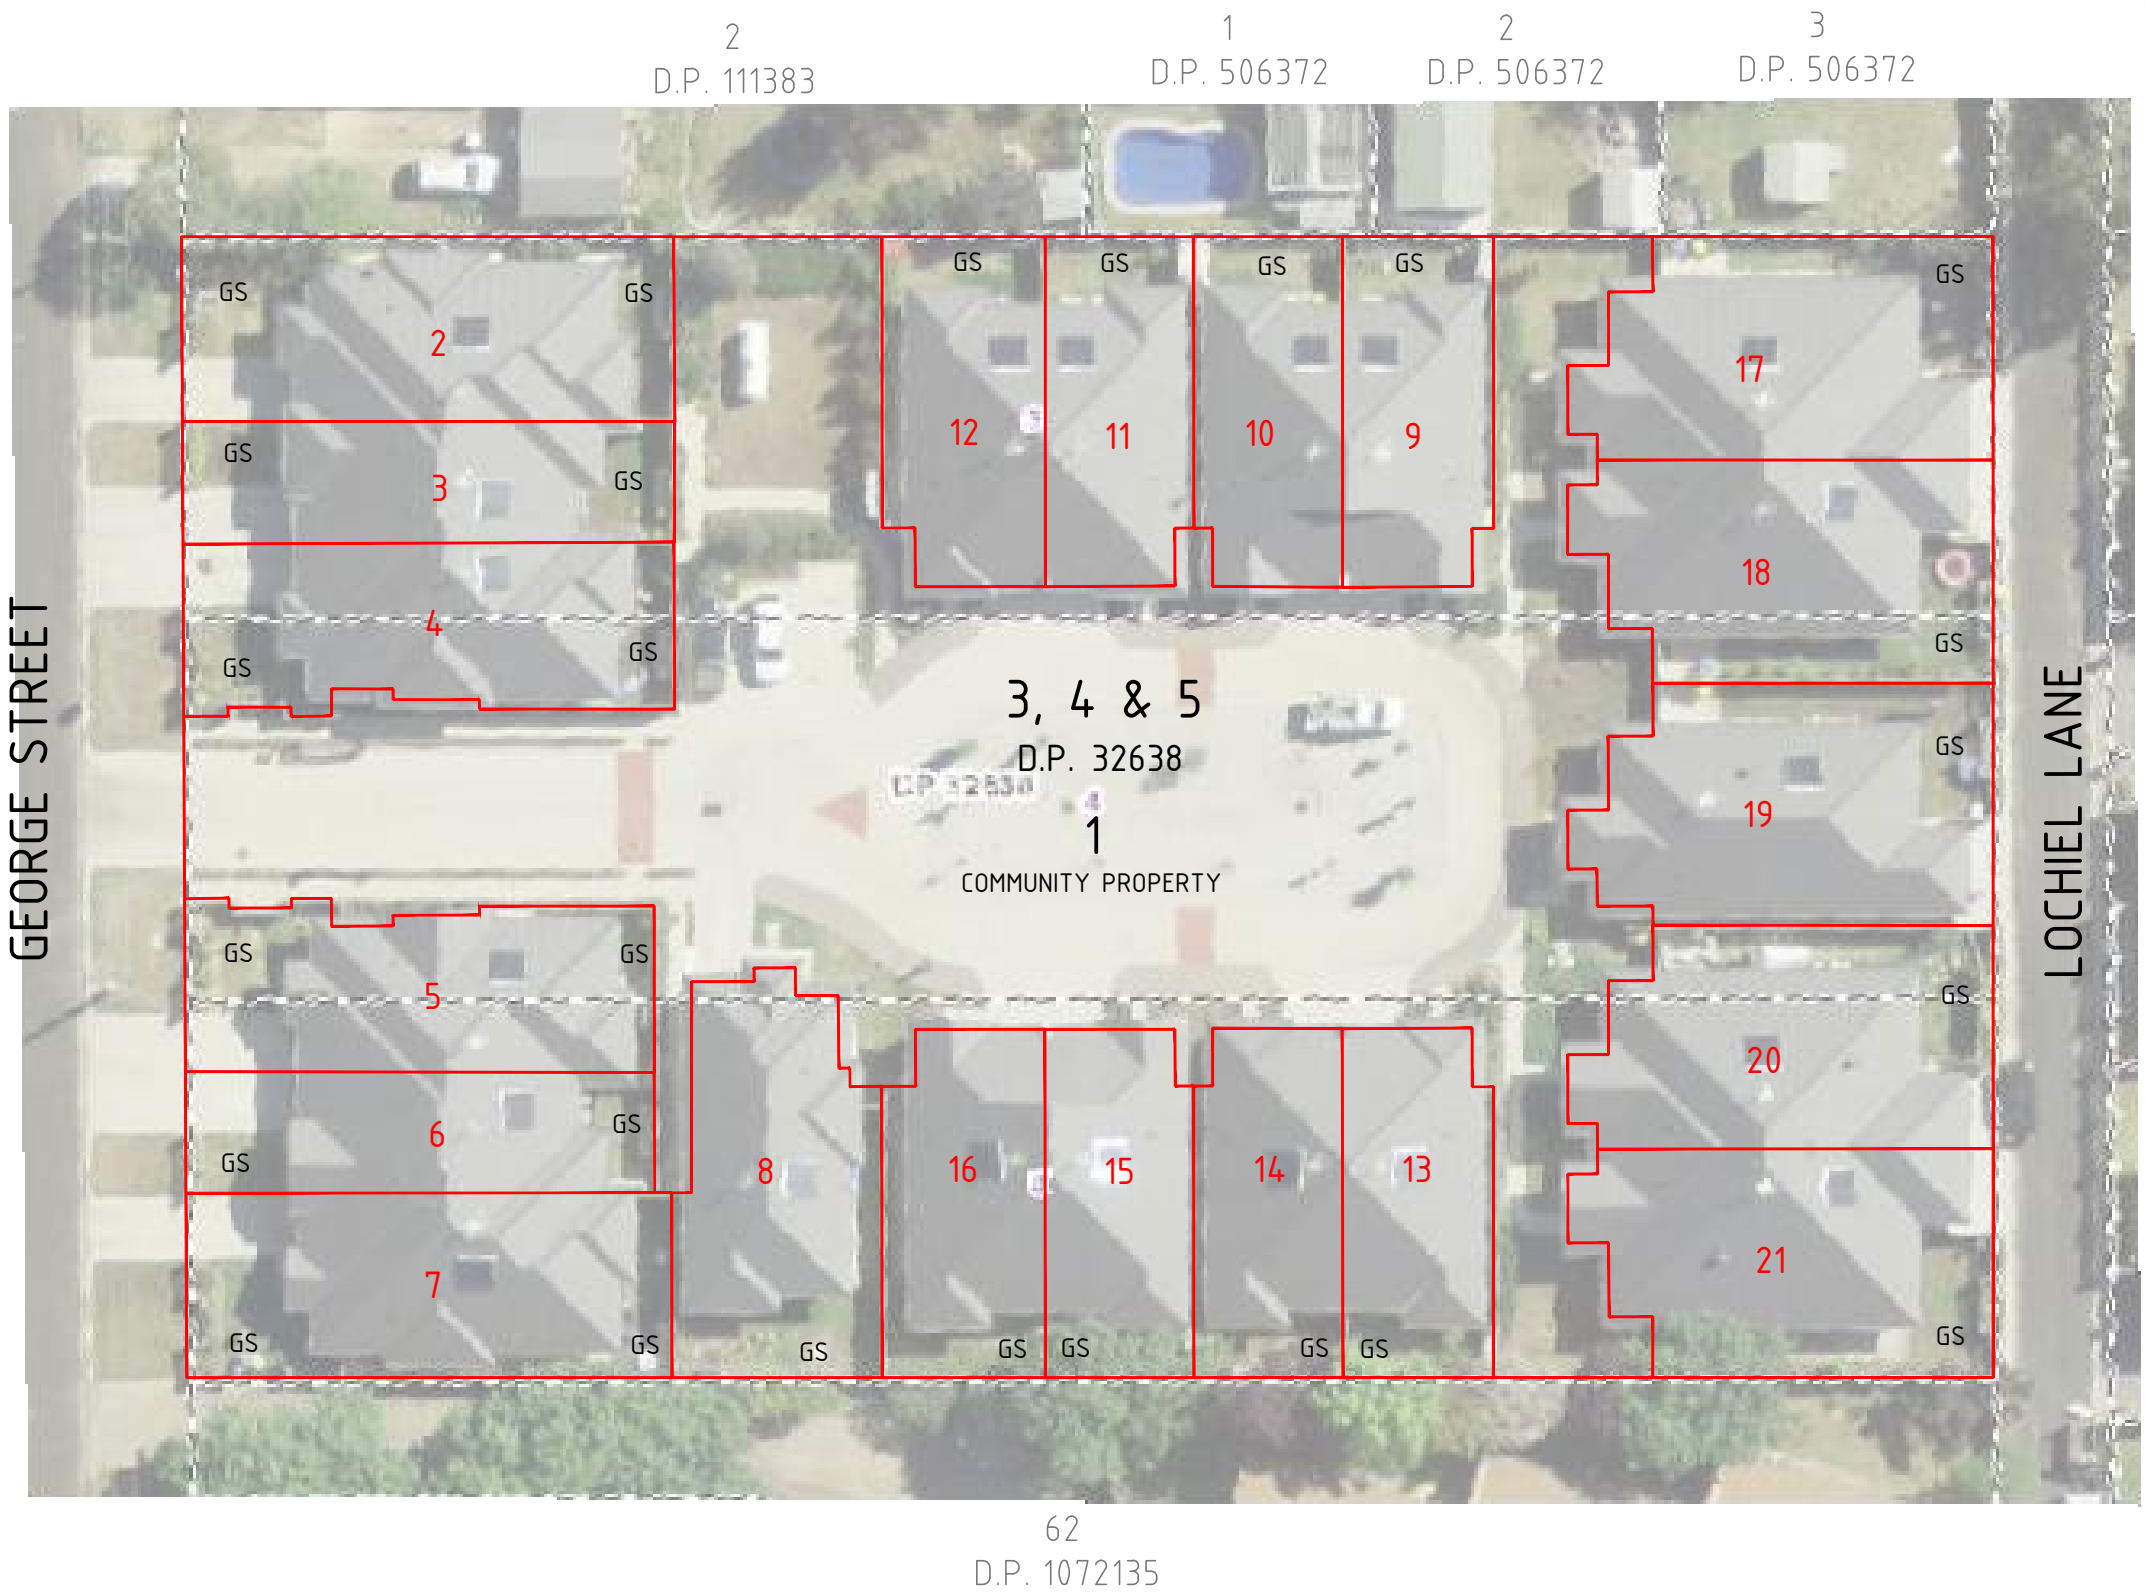 2
D.P. 111383
1
D.P. 506372
2
D.P. 506372
3
D.P. 506372
GS
GS
2
GS
GS
3
GS
GS
4
GS
GS
GS
GS
12
11
10
9
GS
17
18
GS
GEORGE STREET
3, 4 & 5
D.P. 32638
D.P. 32638
4
1
COMMUNITY PROPERTY
GS
19
LOCHIEL LANE
GS
GS
5
GS
6
GS
7
GS
GS
8
GS
16
15
14
13
GS
GS
GS
GS
GS
20
21
GS
62
D.P. 1072135